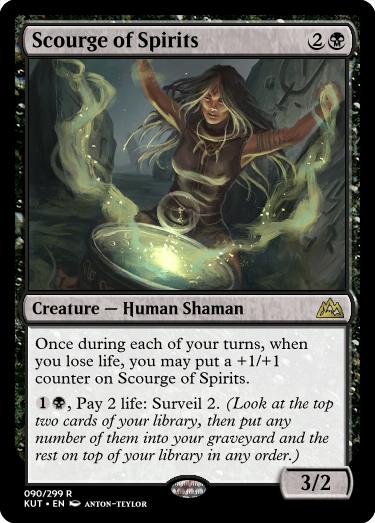 Scourge of Spirits 2
Creature — Human Shaman
Once during each of your turns, when
you lose life, you may put a +1/+1
counter on Scourge of Spirits.
1, Pay 2 life: Surveil 2. (Look at the top
two cards of your library, then put any
number of them into your graveyard and the
rest on top of your library in any order.)
3/2
090/299 R
KUT • EN ANTON-TEYLOR